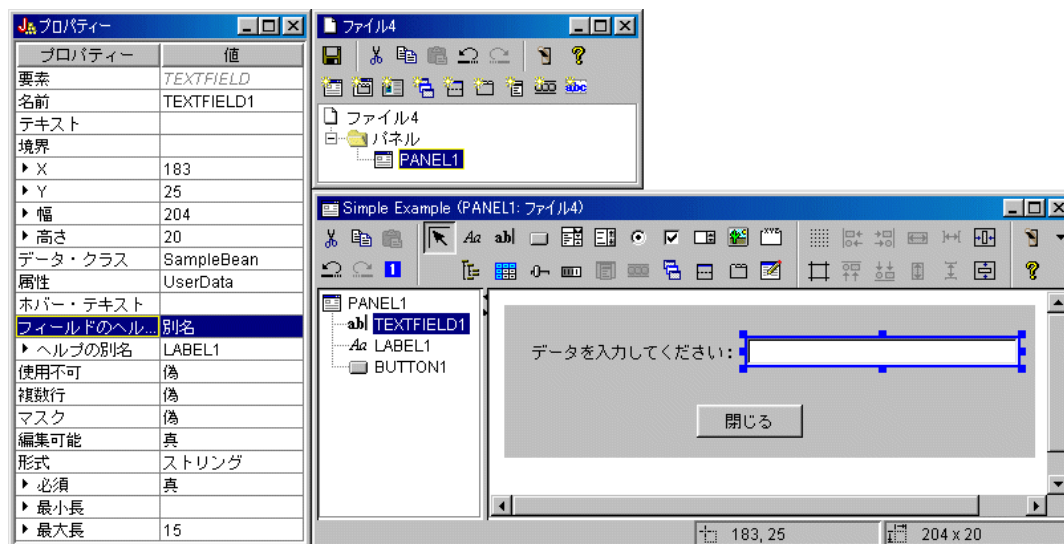 プロパティー
プロパティー 値
要素 TEXTFIELD
名前 TEXTFIELD1
テキスト
境界
X 183
Y 25
幅 204
高さ 20
データ・クラス SampleBean
属性 UserData
ホバー・テキスト
フィールドのヘル... 別名
ヘルプの別名 LABEL1
使用不可 偽
複数行 偽
マスク 偽
編集可能 真
形式 ストリング
必須 真
最小長
最大長 15
ファイル4
abc
ファイル4
パネル
PANEL1
Simple Example (PANEL1: ファイル4)
Aa ab XYZ
1
PANEL1
ab TEXTFIELD1
Aa LABEL1
BUTTON1
データを入力してください:
閉じる
183, 25 204 x 20